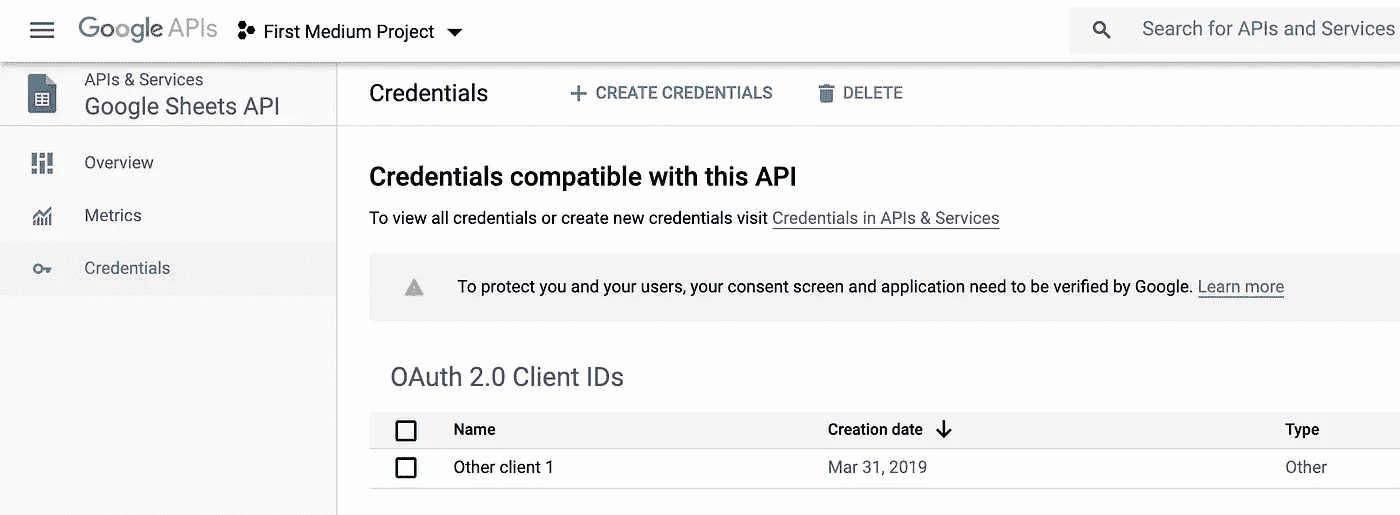 Google APIs First Medium Project Search for APIs and Services
APIs & Services
Google Sheets API
Credentials CREATE CREDENTIALS DELETE
Overview
Metrics
Credentials
Credentials compatible with this API
To view all credentials or create new credentials visit Credentials in APIs & Services
To protect you and your users, your consent screen and application need to be verified by Google. Learn more
OAuth 2.0 Client IDs
Name Creation date Type
Other client 1 Mar 31, 2019 Other